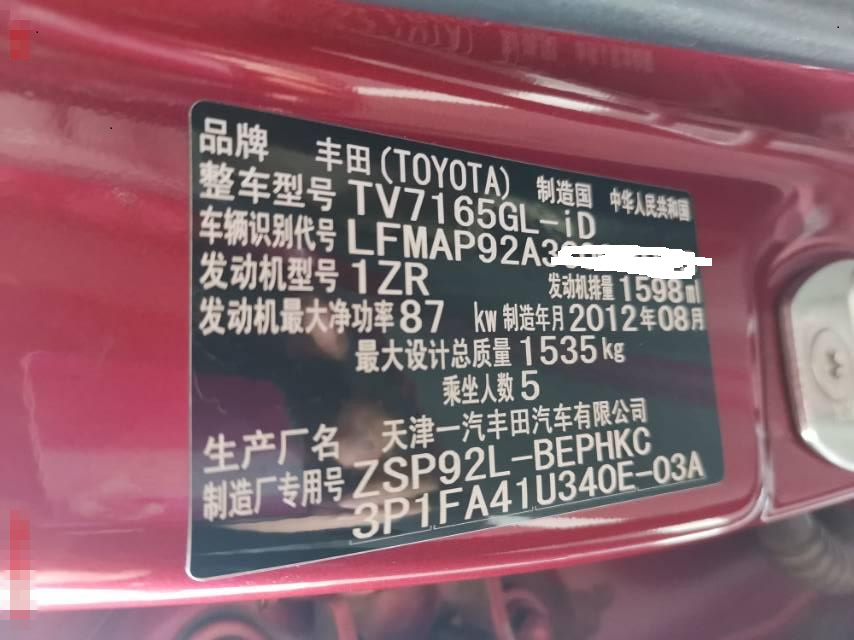 品牌 丰田(TOYOTA) 制造国 中华人民共和国
整车型号 TV7165GL-iD
车辆识别代号 LFMAP92A3
发动机型号 1ZR 发动机排量 1598ml
发动机最大净功率 87 kw 制造年月 2012年08月
最大设计总质量 1535 kg
乘坐人数 5
生产厂名 天津一汽丰田汽车有限公司
制造厂专用号 ZSP92L-BEPHKC
3P1FA41U340E-03A